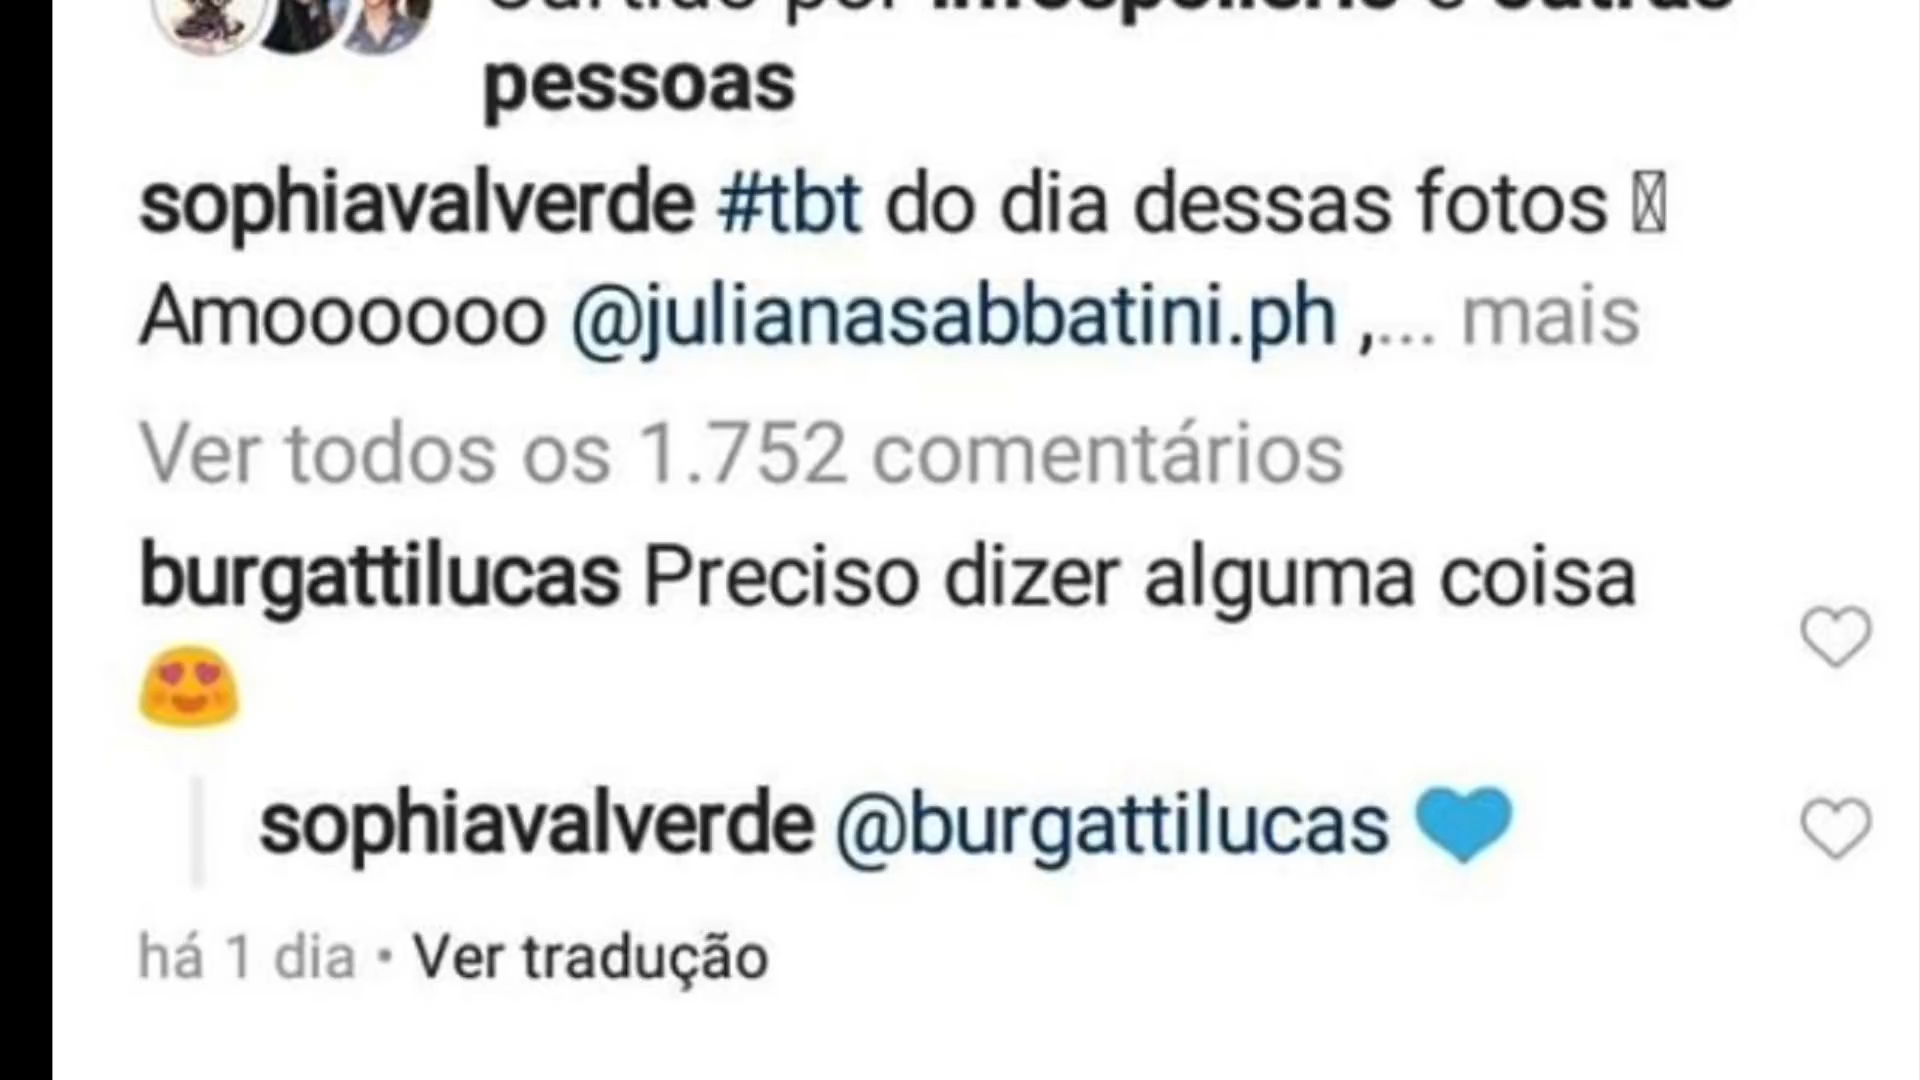 pessoas
sophiavalverde #tbt do dia dessas fotos
Amoooooo @julianasabbatini.ph ,... mais
Ver todos os 1.752 comentários
burgattilucas Preciso dizer alguma coisa
😍
sophiavalverde @burgattilucas 💙
há 1 dia • Ver tradução